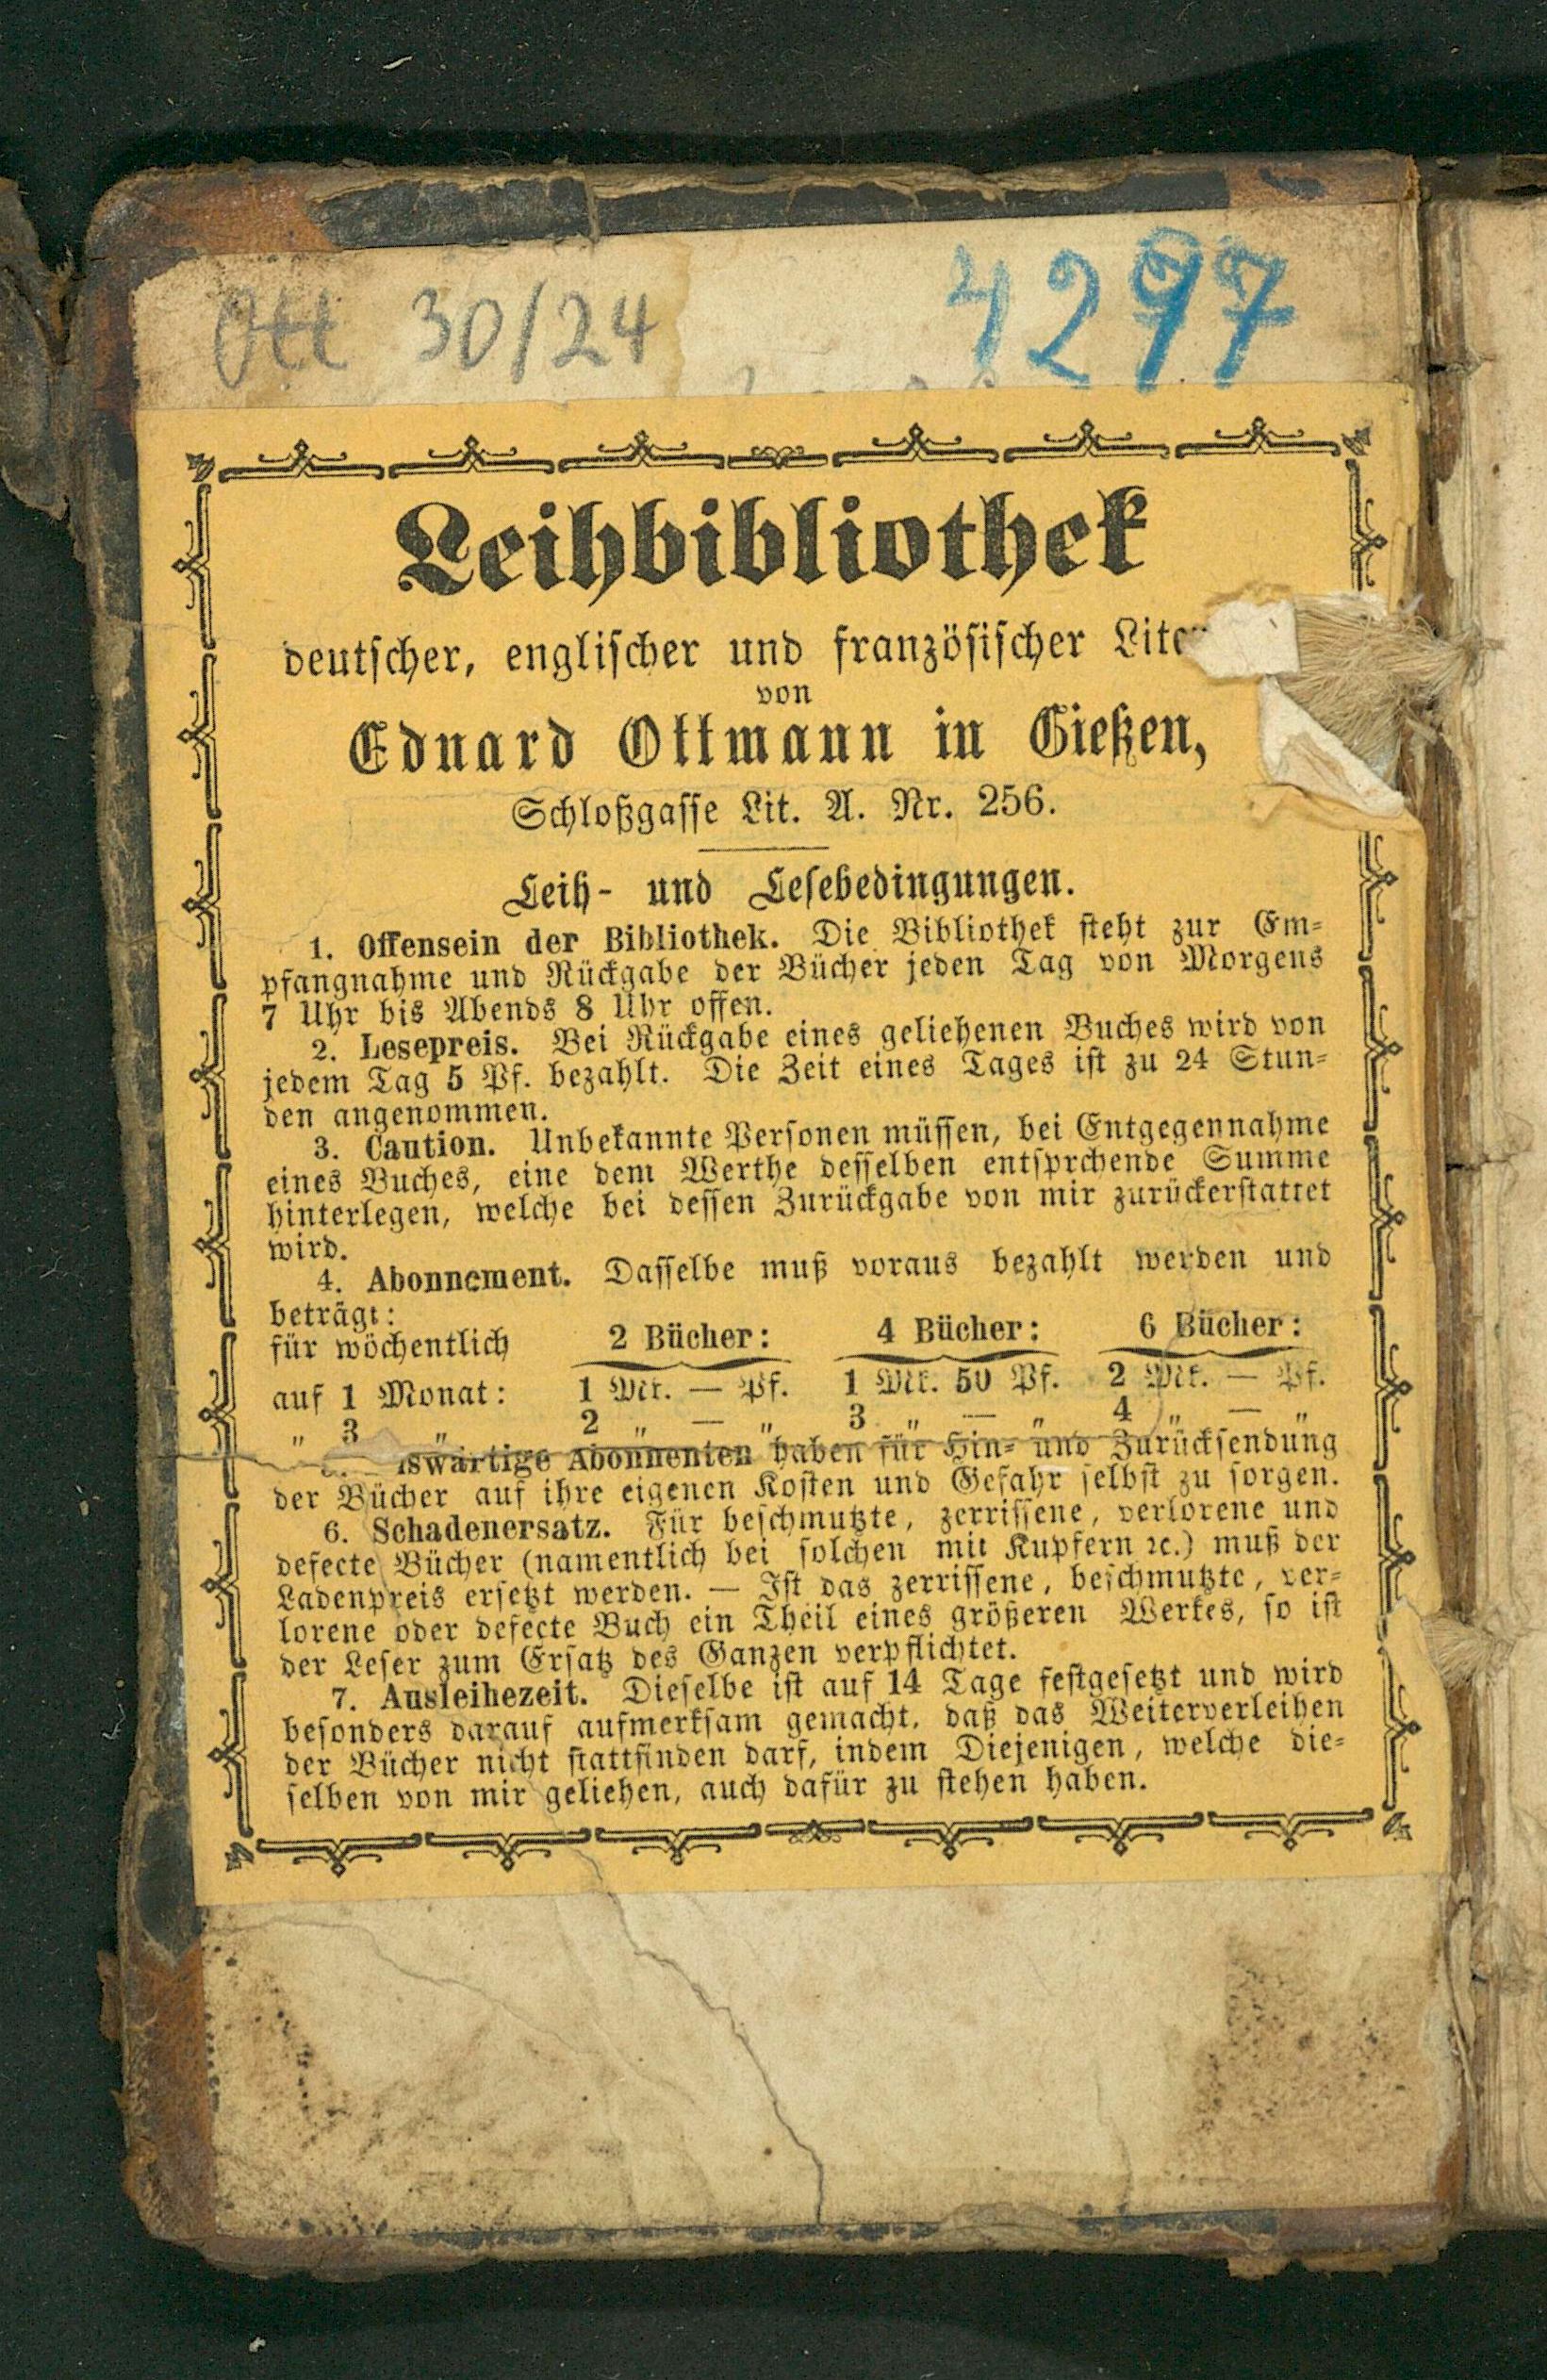 Ott 30/24
4297
Leihbibliothek
deutscher, englischer und französischer
von
Eduard Ottmann in Gießen,
Schloßgasse Lit. A. Nr. 256.
Leih- und Lesebedingungen.
1. Offensein der Bibliothek. Die Bibliothek steht zur Em-
pfangnahme und Rückgabe der Bücher jeden Tag von Morgens
7 Uhr bis Abends 8 Uhr offen.
2. Lesepreis. Bei Rückgabe eines geliehenen Buches wird von
jedem Tag 5 Pf. bezahlt. Die Zeit eines Tages ist zu 24 Stun-
den angenommen.
3. Caution. Unbekannte Personen müssen, bei Entgegennahme
eines Buches, eine dem Werthe desselben entsprchende Summe
hinterlegen, welche bei dessen Zurückgabe von mir zurückerstattet
wird.
4. Abonnement. Dasselbe muß voraus bezahlt werden und
beträgt:
für wöchentlich 2 Bücher: 4 Bücher: 6 Bücher:
auf 1 Monat: 1 Mk. — Pf. 1 Mk. 50 Pf. 2 Mk. — Pf.
" 3 " 2 " — " 3 " — " 4 " — "
Abonnenten haben für Hin- und Zurücksendung
der Bücher auf ihre eigenen Kosten und Gefahr selbst zu sorgen.
6. Schadenersatz. Für beschmutzte, zerrissene, verlorene und
defecte Bücher (namentlich bei solchen mit Kupfern ꝛc.) muß der
Ladenpreis ersetzt werden. — Ist das zerrissene, beschmutzte, ver-
lorene oder defecte Buch ein Theil eines größeren Werkes, so ist
der Leser zum Ersatz des Ganzen verpflichtet.
7. Ausleihezeit. Dieselbe ist auf 14 Tage festgesetzt und wird
besonders darauf aufmerksam gemacht, daß das Weiterverleihen
der Bücher nicht stattfinden darf, indem Diejenigen, welche die-
selben von mir geliehen, auch dafür zu stehen haben.